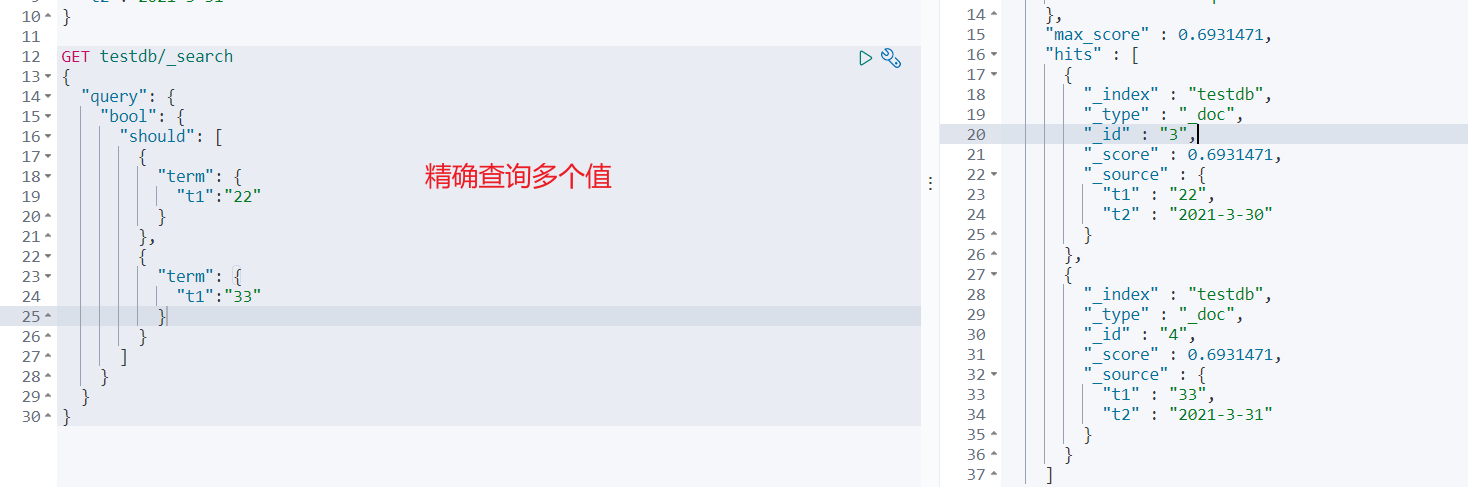 "t2":"2021-3-31"
10 }
11
12 GET testdb/_search
13 {
14 "query": {
15 "bool": {
16 "should": [
17 {
18 "term": {
19 "t1":"22"
20 }
21 },
22 {
23 "term": {
24 "t1":"33"
25 }
26 }
27 ]
28 }
29 }
30 }
精确查询多个值
14 },
15 "max_score" : 0.6931471,
16 "hits" : [
17 {
18 "_index" : "testdb",
19 "_type" : "_doc",
20 "_id" : "3",
21 "_score" : 0.6931471,
22 "_source" : {
23 "t1" : "22",
24 "t2" : "2021-3-30"
25 }
26 },
27 {
28 "_index" : "testdb",
29 "_type" : "_doc",
30 "_id" : "4",
31 "_score" : 0.6931471,
32 "_source" : {
33 "t1" : "33",
34 "t2" : "2021-3-31"
35 }
36 }
37 ]